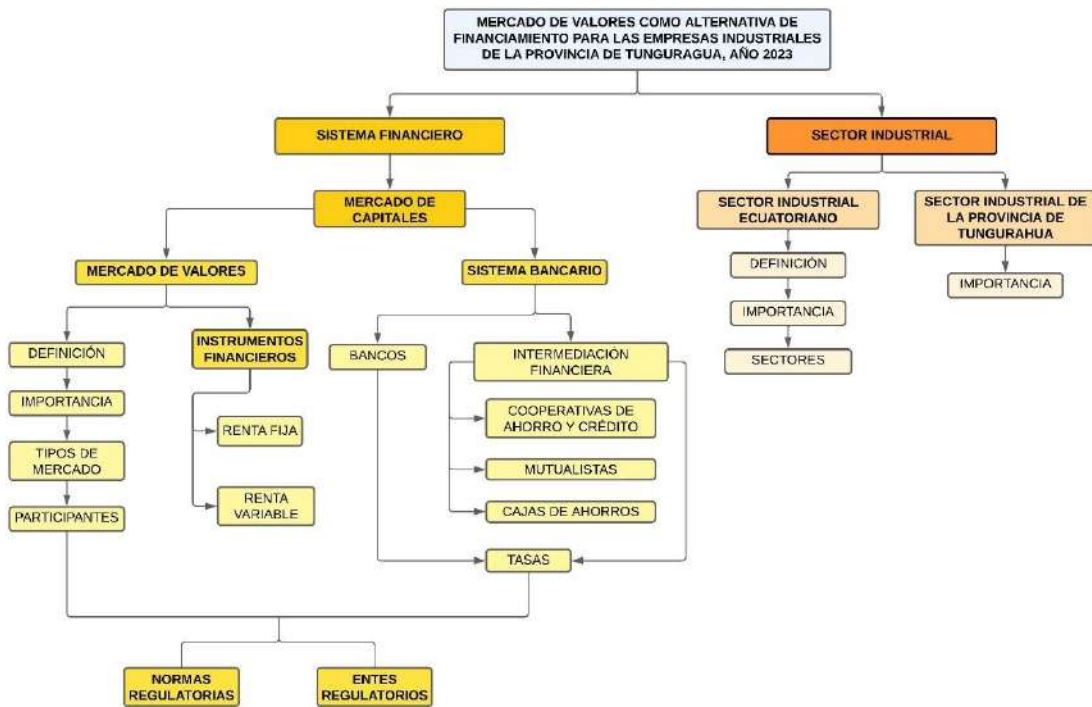 MERCADO DE VALORES COMO ALTERNATIVA DE
FINANCIAMIENTO PARA LAS EMPRESAS INDUSTRIALES
DE LA PROVINCIA DE TUNGURAGUA, AÑO 2023
SISTEMA FINANCIERO
SECTOR INDUSTRIAL
MERCADO DE
CAPITALES
SECTOR INDUSTRIAL
ECUATORIANO
SECTOR INDUSTRIAL DE
LA PROVINCIA DE
TUNGURAHUA
MERCADO DE VALORES
SISTEMA BANCARIO
DEFINICIÓN
IMPORTANCIA
IMPORTANCIA
SECTORES
DEFINICIÓN
IMPORTANCIA
TIPOS DE
MERCADO
PARTICIPANTES
INSTRUMENTOS
FINANCIEROS
RENTA FIJA
RENTA
VARIABLE
BANCOS
INTERMEDIACIÓN
FINANCIERA
COOPERATIVAS DE
AHORRO Y CRÉDITO
MUTUALISTAS
CAJAS DE AHORROS
TASAS
NORMAS
REGULATORIAS
ENTES
REGULATORIOS